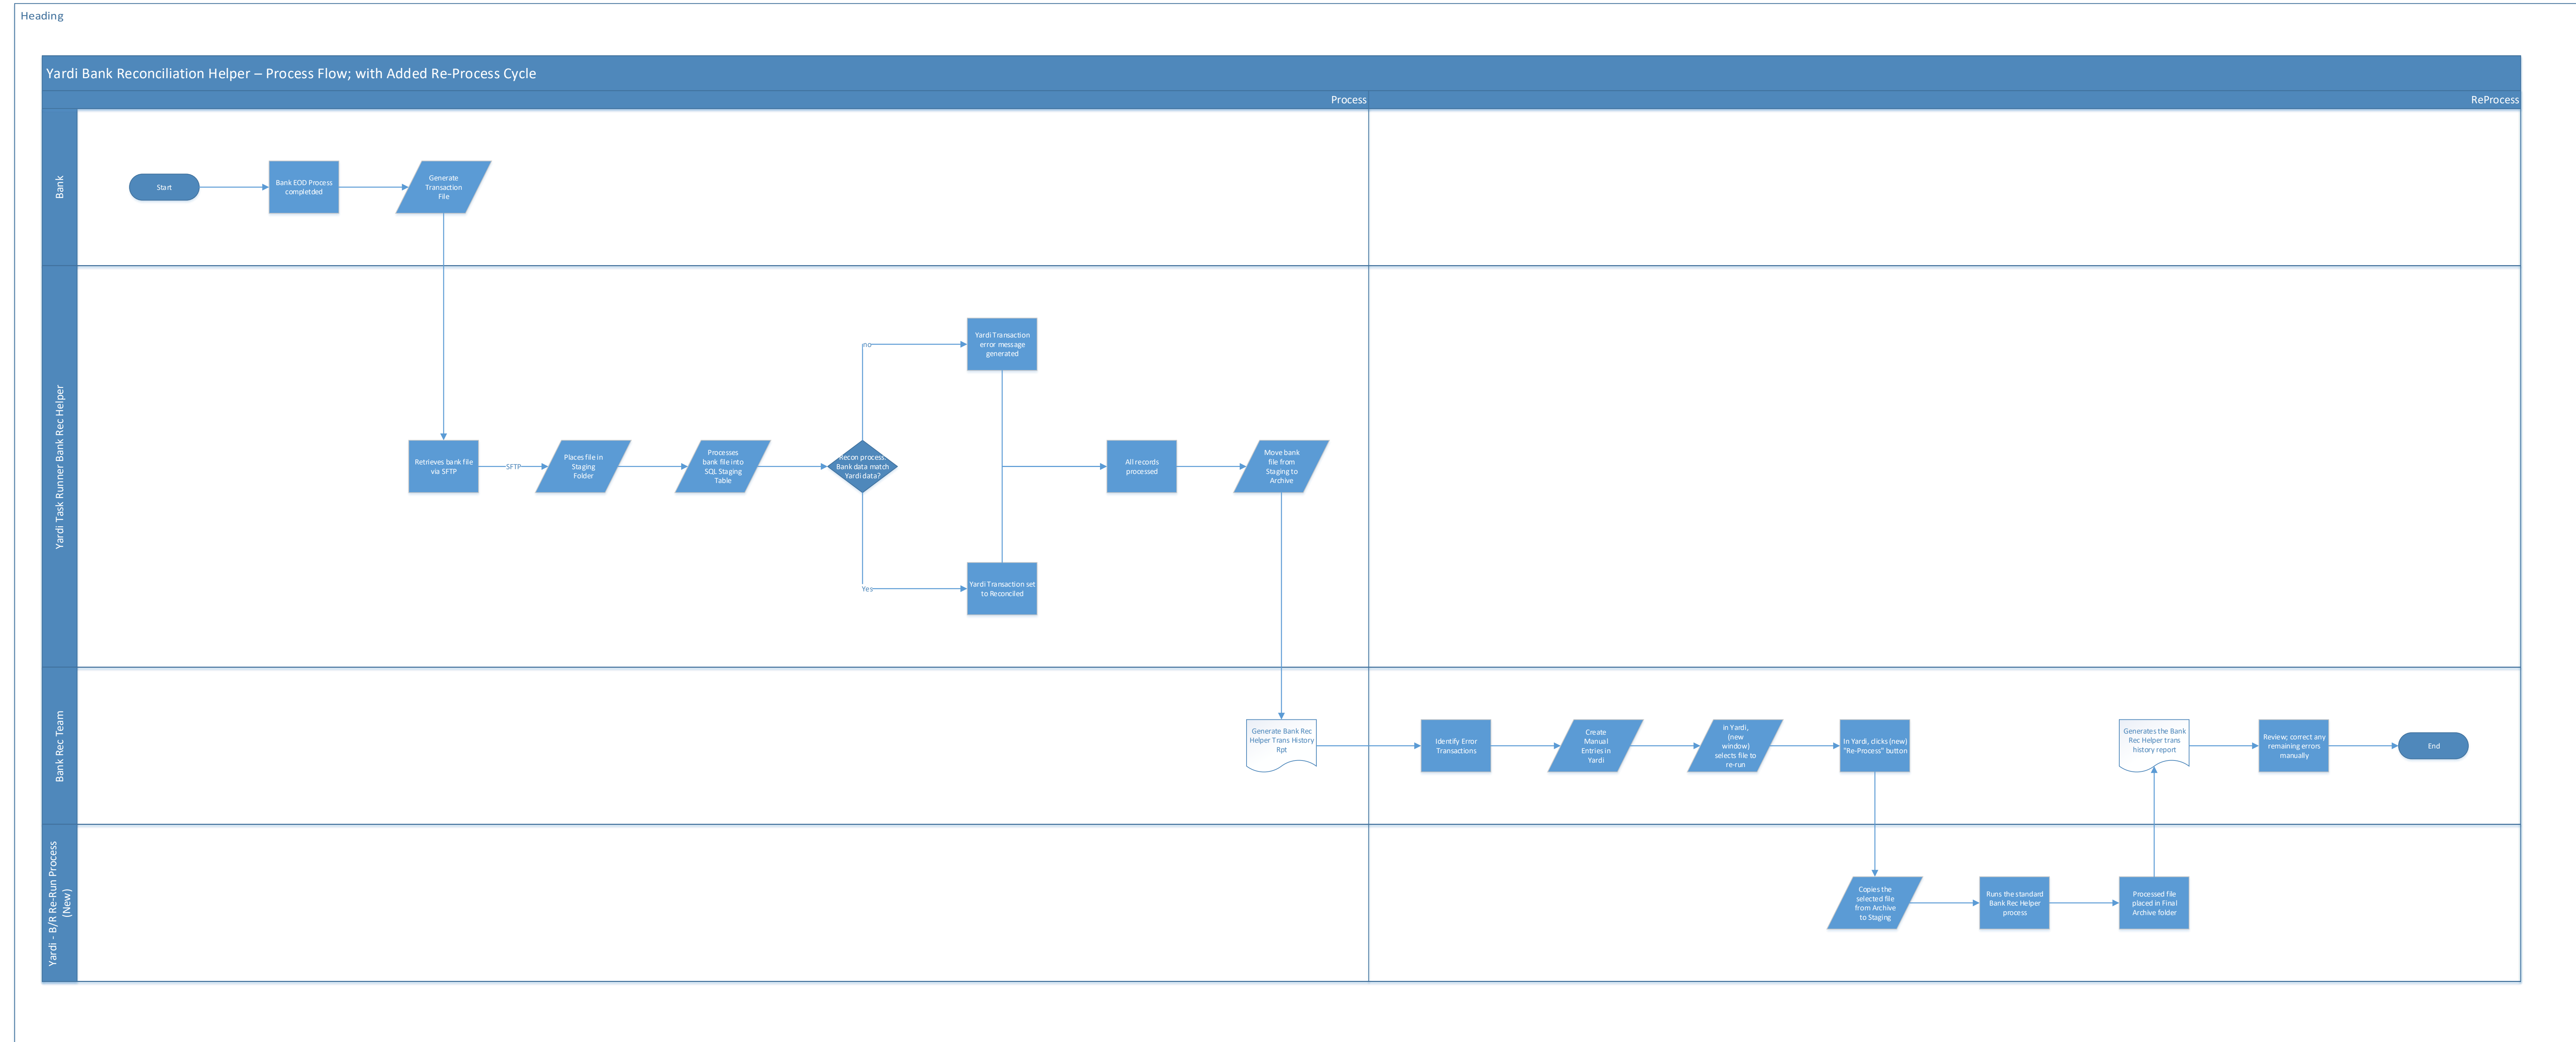 Heading
Yardi Bank Reconciliation Helper – Process Flow; with Added Re-Process Cycle
Process
ReProcess
Bank
Start
Bank EOD Process
completded
Generate
Transaction
File
Yardi Task Runner Bank Rec Helper
Retrieves bank file
via SFTP
SFTP
Places file in
Staging
Folder
Processes
bank file into
SQL Staging
Table
Recon process:
Bank data match
Yardi data?
no
Yardi Transaction
error message
generated
Yes
Yardi Transaction set
to Reconciled
All records
processed
Move bank
file from
Staging to
Archive
Bank Rec Team
Generate Bank Rec
Helper Trans History
Rpt
Identify Error
Transactions
Create
Manual
Entries in
Yardi
in Yardi,
(new
window)
selects file to
re-run
In Yardi, clicks (new)
"Re-Process" button
Generates the Bank
Rec Helper trans
history report
Review; correct any
remaining errors
manually
End
Yardi - B/R Re-Run Process
(New)
Copies the
selected file
from Archive
to Staging
Runs the standard
Bank Rec Helper
process
Processed file
placed in Final
Archive folder